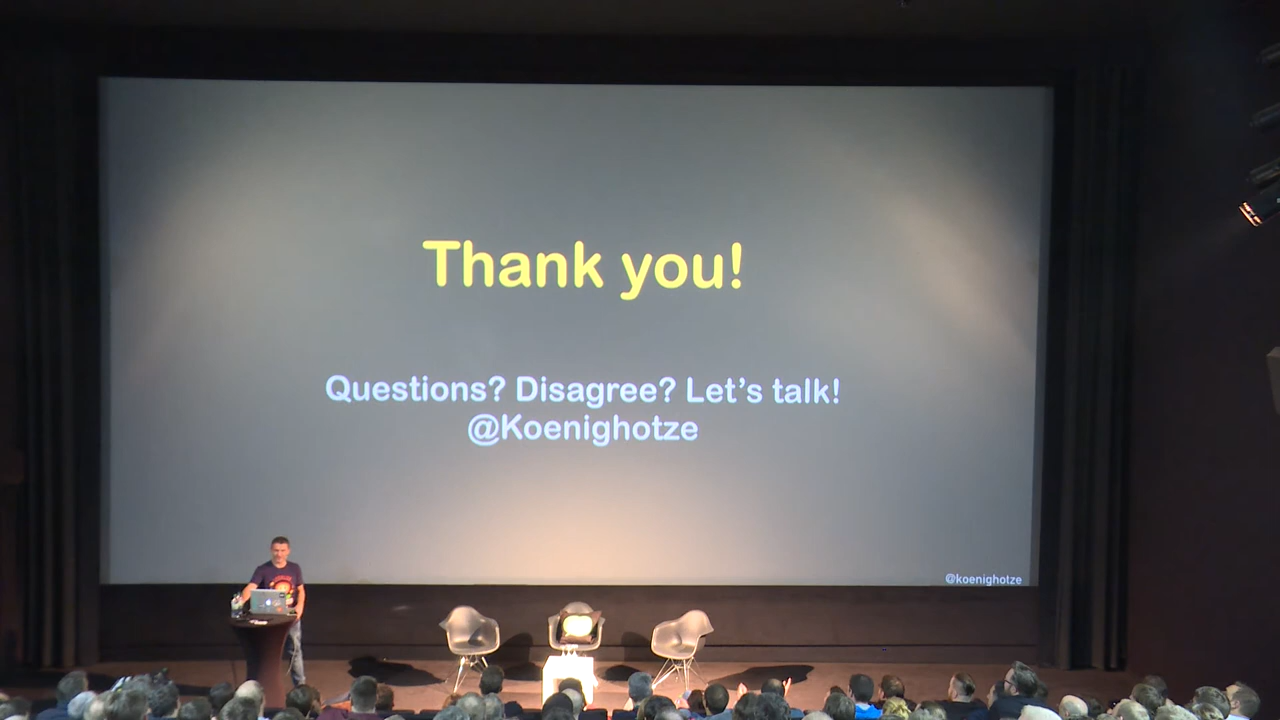 Thank you!
Questions? Disagree? Let's talk!
@Koenighotze
@koenighotze